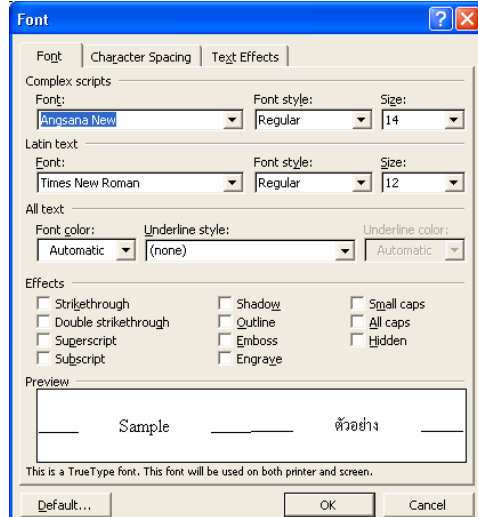 Font
Font Character Spacing Text Effects
Complex scripts
Font: Font style: Size:
Angsana New Regular 14
Latin text
Font: Font style: Size:
Times New Roman Regular 12
All text
Font color: Underline style: Underline color:
Automatic (none) Automatic
Effects
Strikethrough Shadow Small caps
Double strikethrough Outline All caps
Superscript Emboss Hidden
Subscript Engrave
Preview
Sample ตัวอย่าง
This is a TrueType font. This font will be used on both printer and screen.
Default... OK Cancel